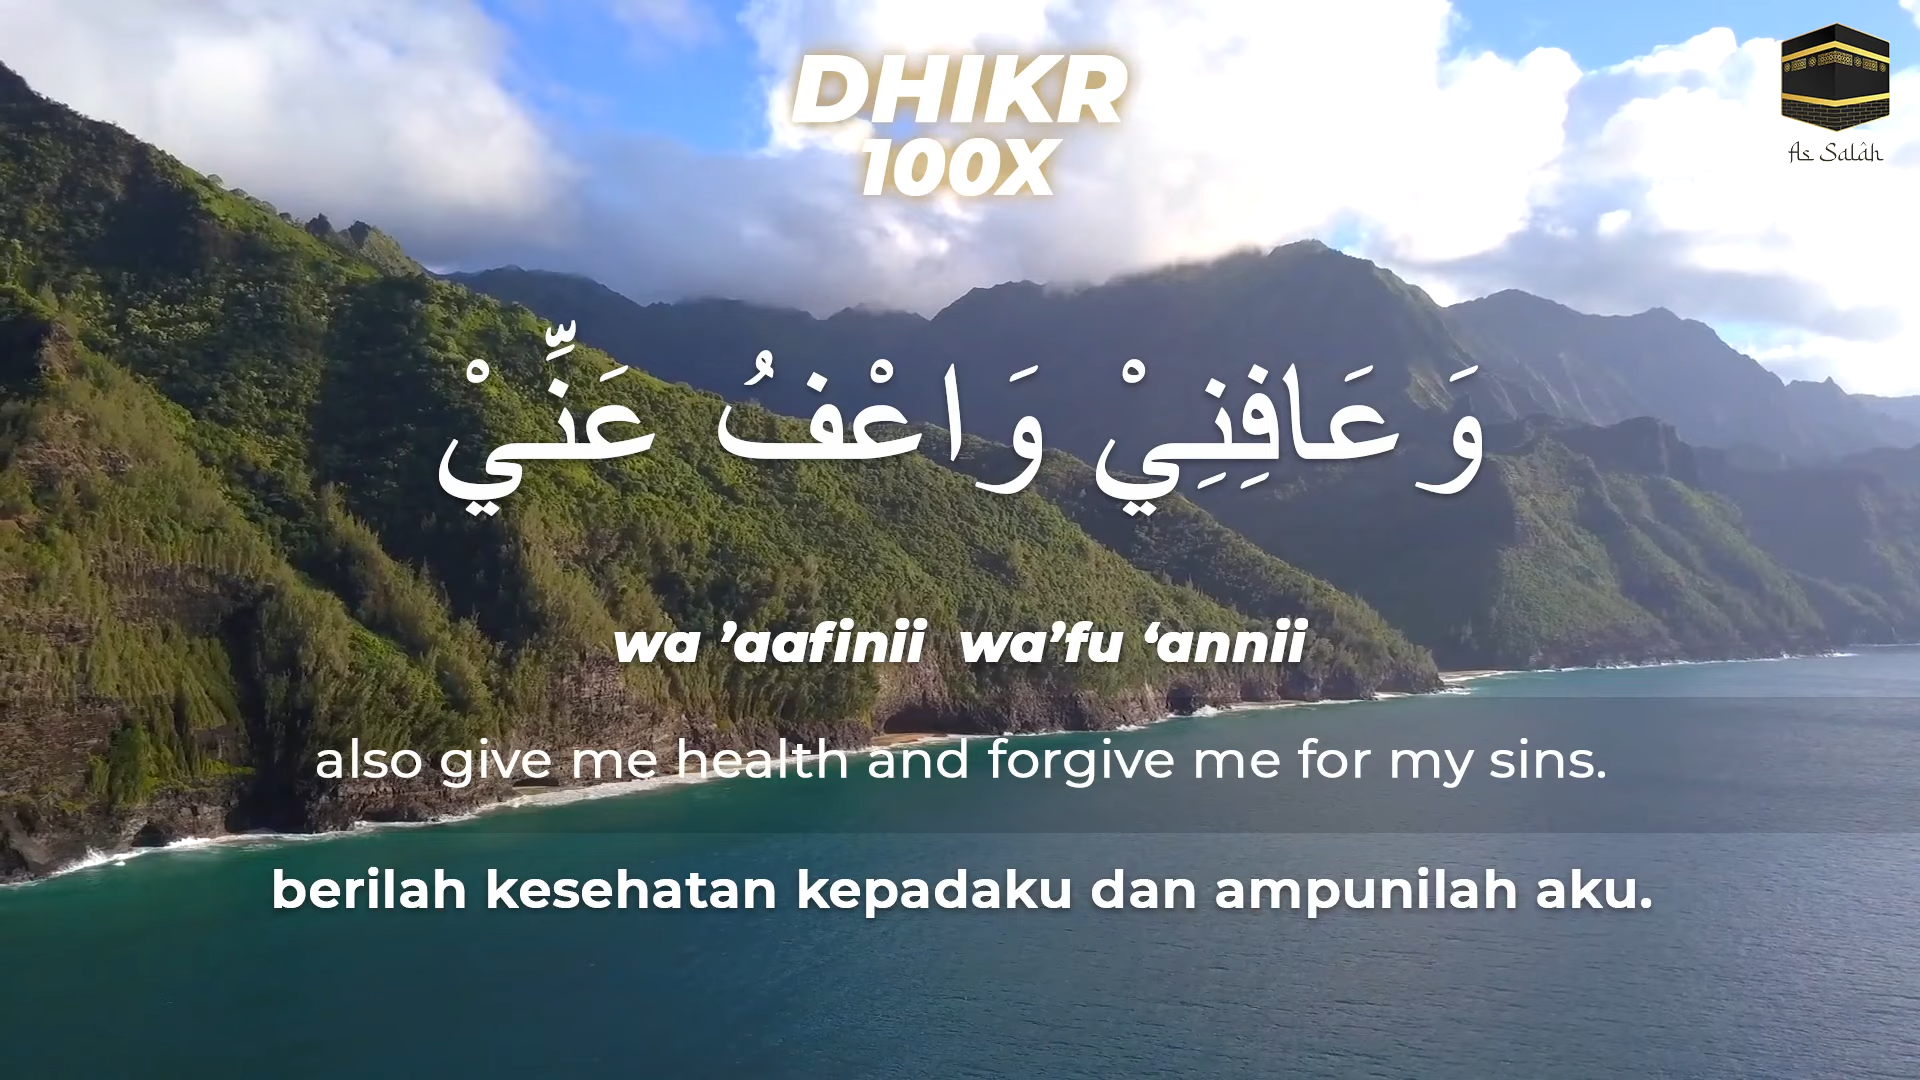 DHIKR
100X
As Salâh
وَعَافِنِيْ وَاعْفُ عَنِّيْ
wa ’aafinii wa’fu ‘annii
also give me health and forgive me for my sins.
berilah kesehatan kepadaku dan ampunilah aku.